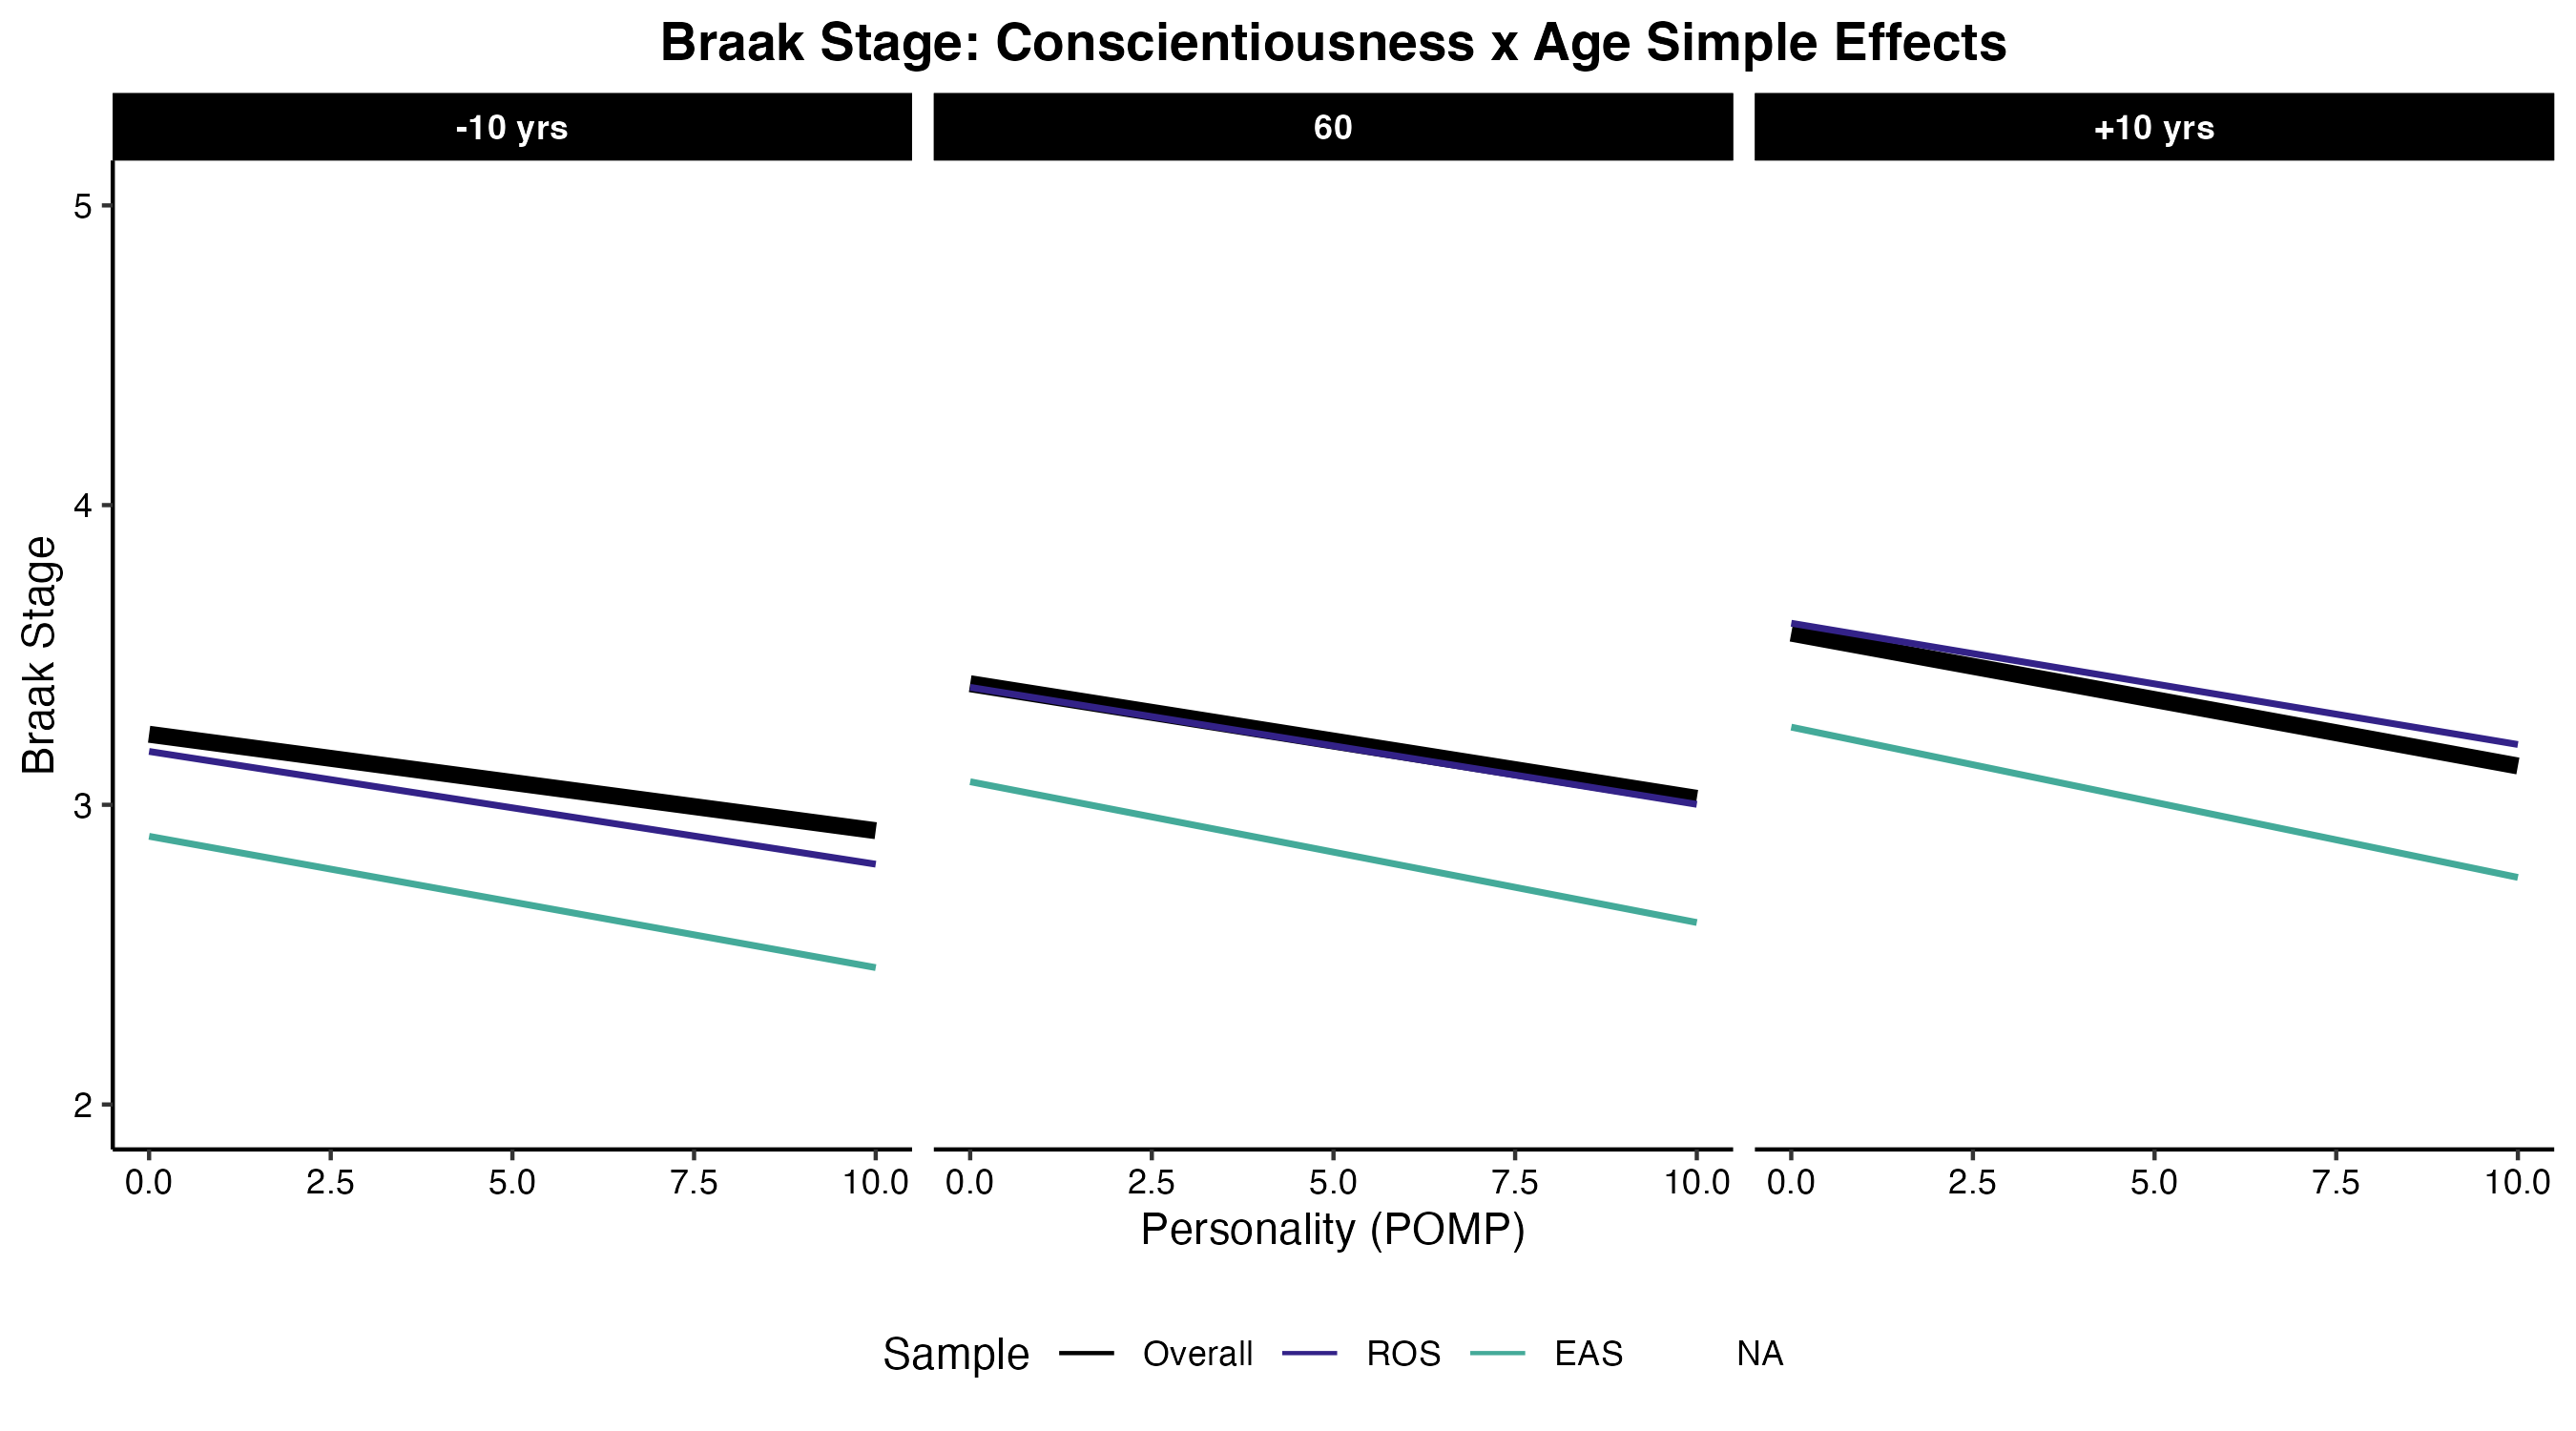 Braak Stage: Conscientiousness x Age Simple Effects
-10 yrs 60 +10 yrs
5
4
3
2
Braak Stage
0.0 2.5 5.0 7.5 10.0 0.0 2.5 5.0 7.5 10.0 0.0 2.5 5.0 7.5 10.0
Personality (POMP)
Sample Overall ROS EAS NA